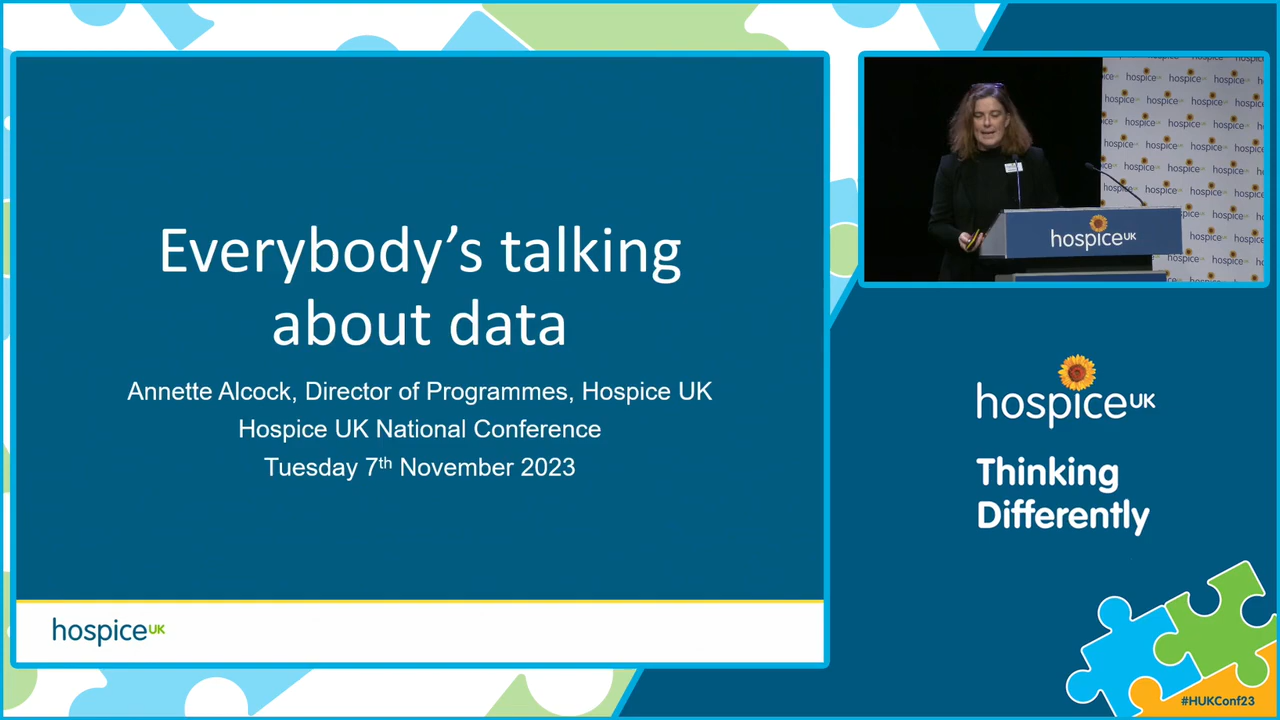 Everybody’s talking
about data
Annette Alcock, Director of Programmes, Hospice UK
Hospice UK National Conference
Tuesday 7th November 2023
hospiceUK
hospiceUK
hospiceUK
Thinking
Differently
#HUKConf23